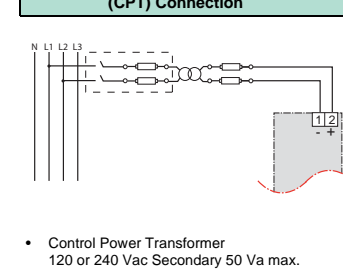 (CPT) Connection
N L1 L2 L3
1 2
- +
• Control Power Transformer
120 or 240 Vac Secondary 50 Va max.